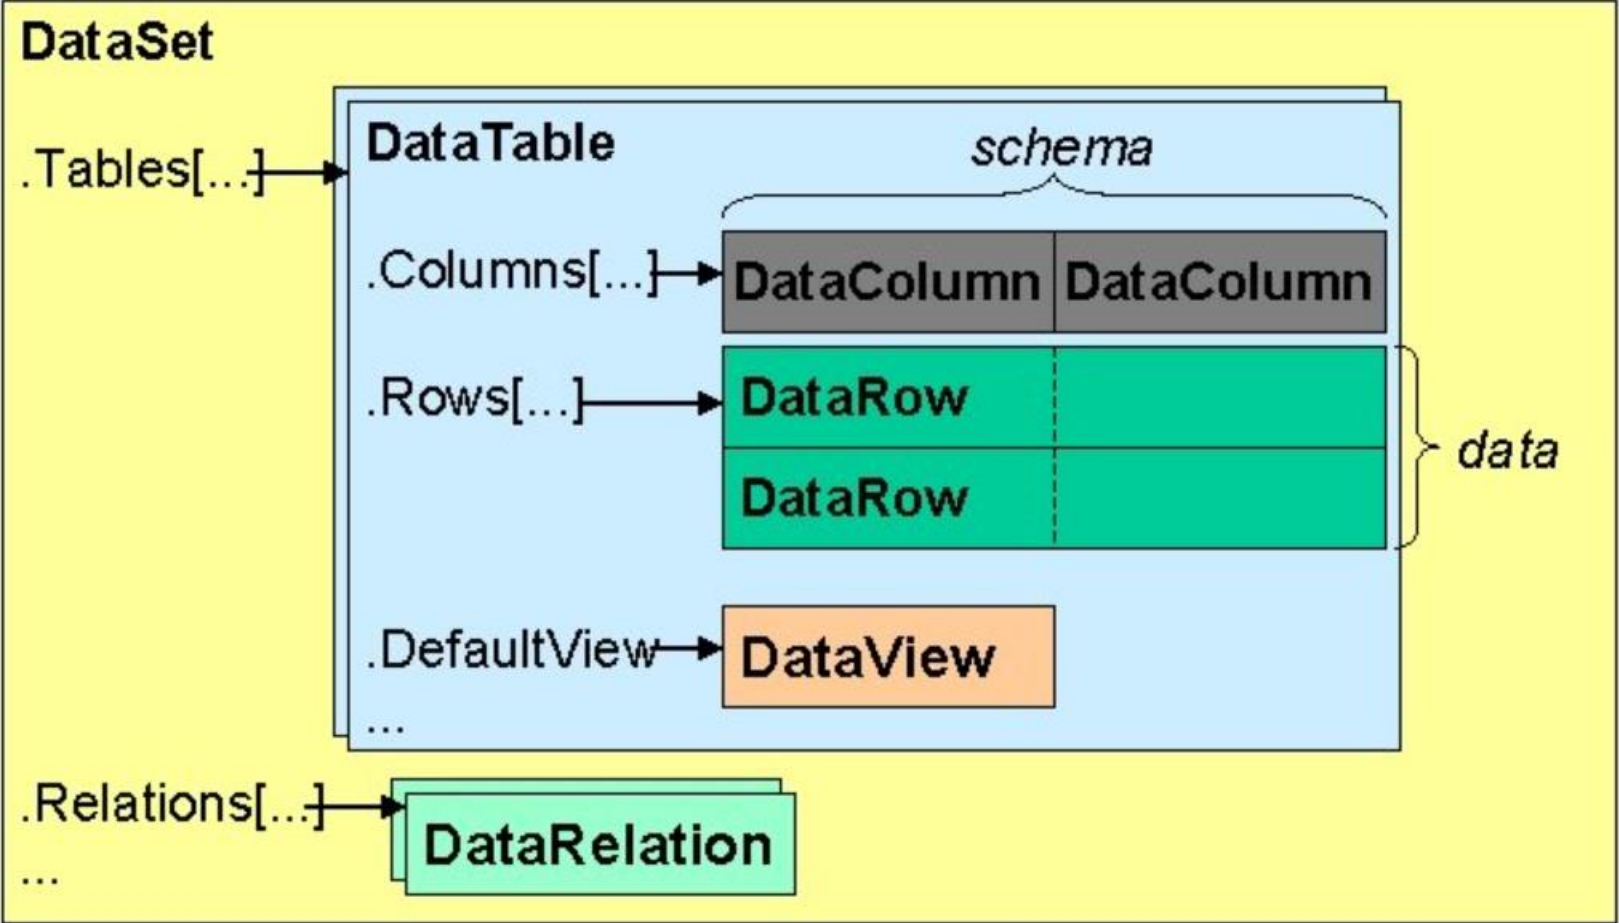 DataSet
.Tables[...]
DataTable
schema
.Columns[...]
DataColumn DataColumn
.Rows[...]
DataRow
DataRow
data
.DefaultView
DataView
...
.Relations[...]
DataRelation
...